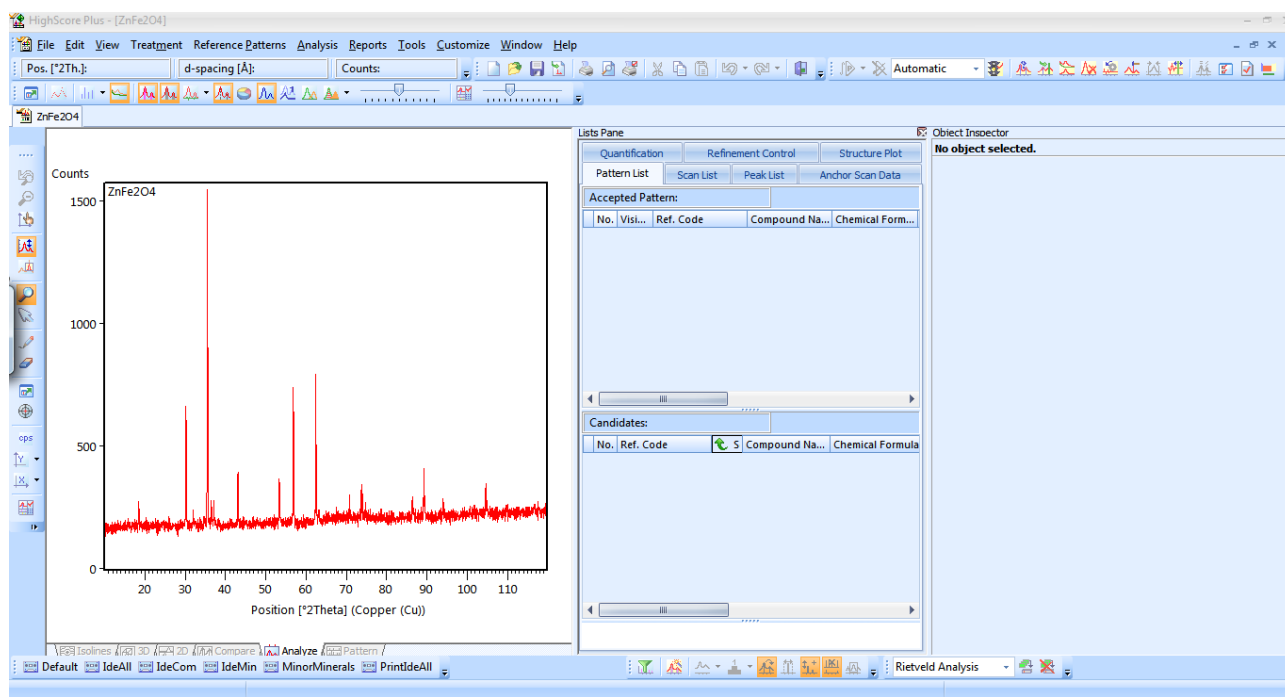 HighScore Plus - [ZnFe2O4]
File Edit View Treatment Reference Patterns Analysis Reports Tools Customize Window Help
Pos. [°2Th.]: d-spacing [Å]: Counts: Automatic
ZnFe2O4
Lists Pane
Object Inspector
Quantification Refinement Control Structure Plot
No object selected.
Pattern List Scan List Peak List Anchor Scan Data
Accepted Pattern:
No. Visi... Ref. Code Compound Na... Chemical Form...
Counts
ZnFe2O4
1500
1000
500
0
20 30 40 50 60 70 80 90 100 110
Position [°2Theta] (Copper (Cu))
cps
Y
X
Candidates:
No. Ref. Code S Compound Na... Chemical Formula
Isolines 3D 2D Compare Analyze Pattern
Default IdeAll IdeCom IdeMin MinorMinerals PrintIdeAll
Rietveld Analysis